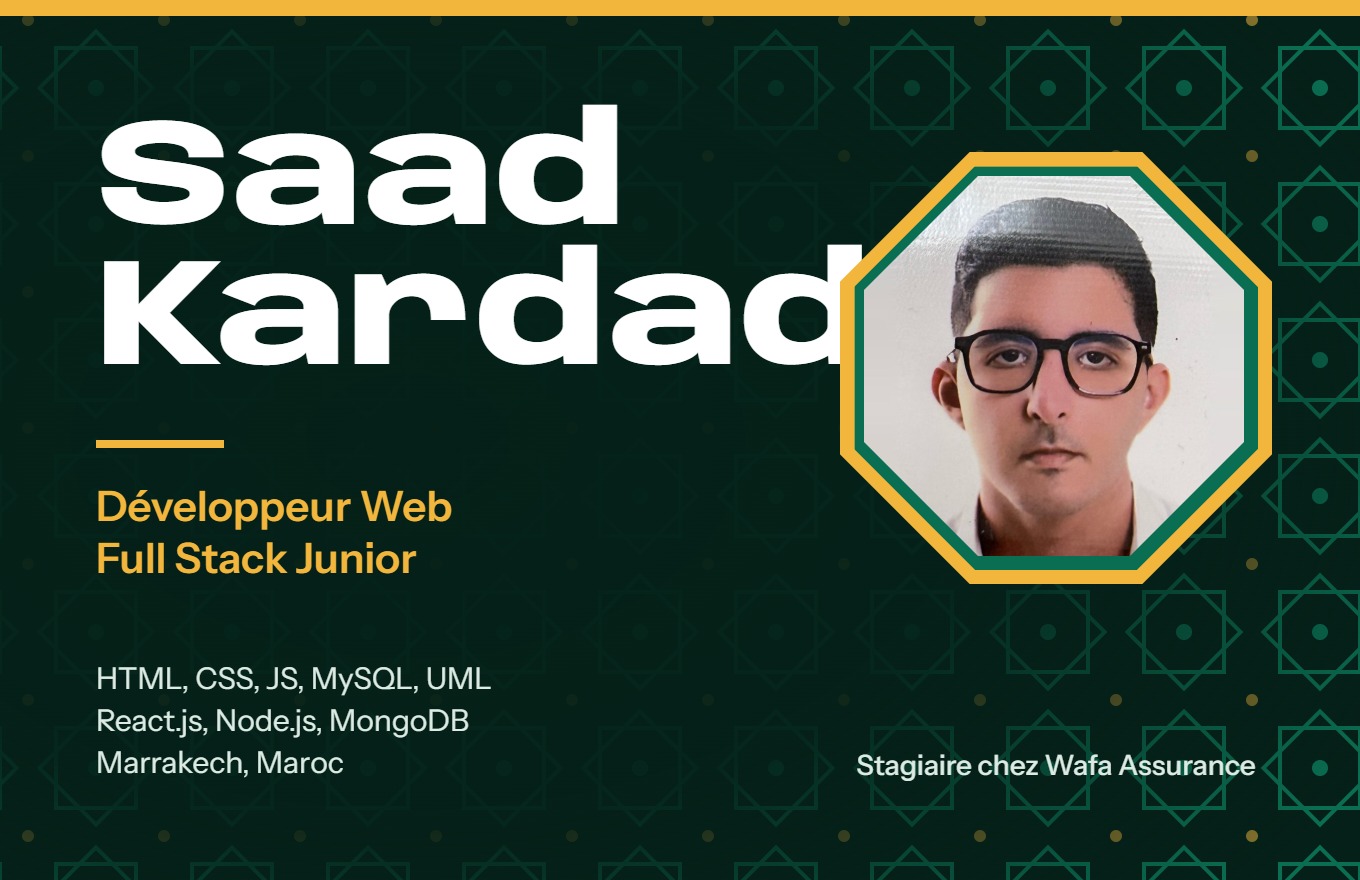 Saad
Kardad
Développeur Web
Full Stack Junior
HTML, CSS, JS, MySQL, UML
React.js, Node.js, MongoDB
Marrakech, Maroc
Stagiaire chez Wafa Assurance